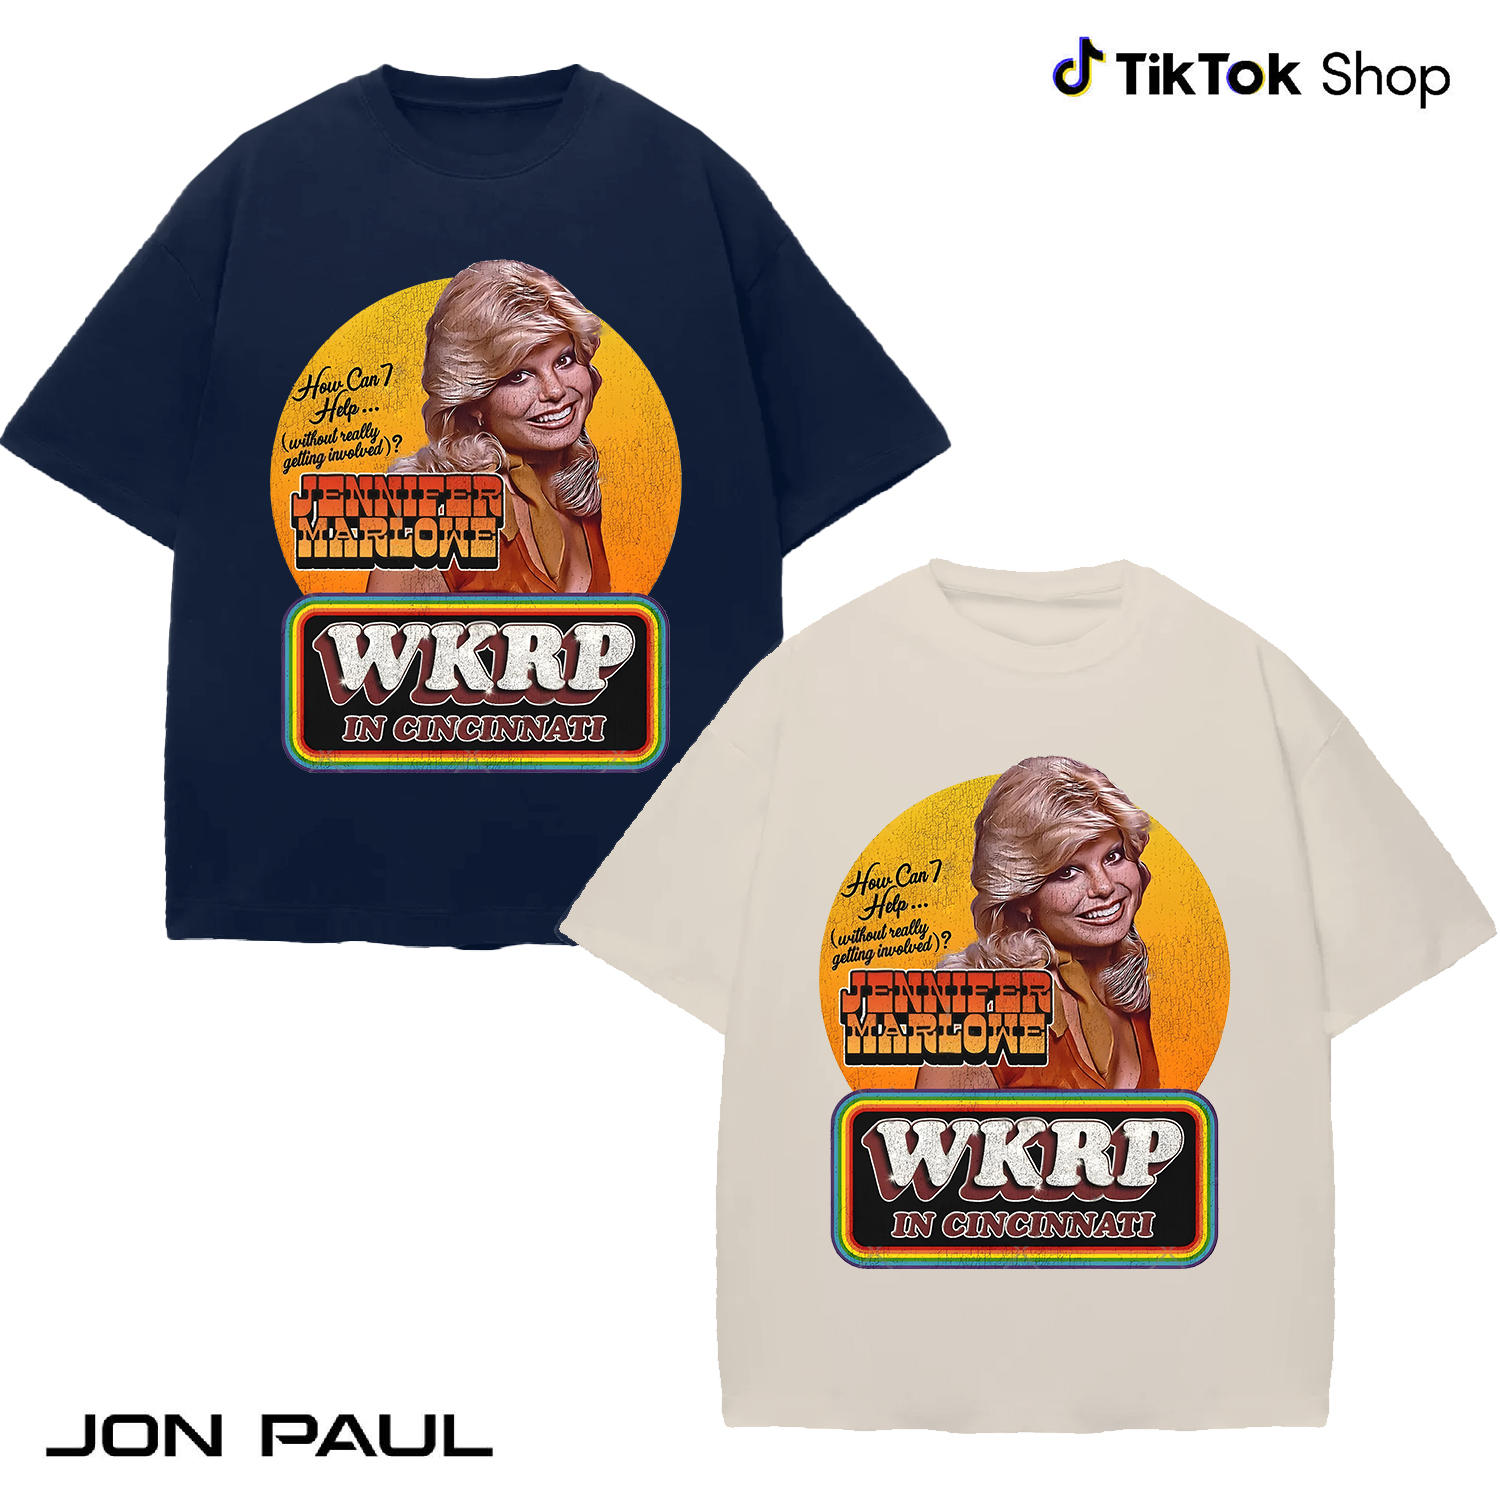 TikTok Shop
How Can I
Help...
(without really
getting involved)?
JENNIFER
MARLOWE
WKRP
IN CINCINNATI
How Can I
Help...
(without really
getting involved)?
JENNIFER
MARLOWE
WKRP
IN CINCINNATI
JON PAUL